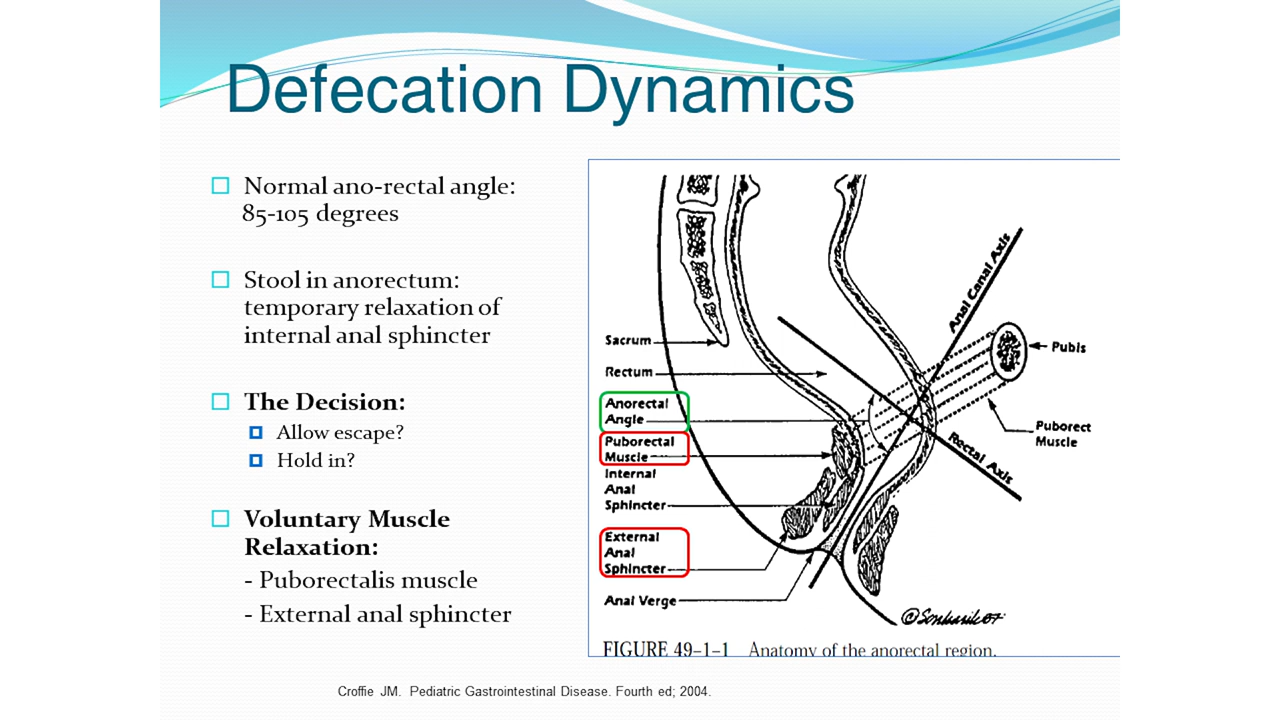 Defecation Dynamics
Normal ano-rectal angle:
85-105 degrees
Stool in anorectum:
temporary relaxation of
internal anal sphincter
The Decision:
Allow escape?
Hold in?
Voluntary Muscle
Relaxation:
- Puborectalis muscle
- External anal sphincter
Sacrum
Rectum
Anorectal
Angle
Puborectal
Muscle
Internal
Anal
Sphincter
External
Anal
Sphincter
Anal Verge
Anal Canal Axis
Pubis
Puborect
Muscle
Rectal Axis
FIGURE 49-1-1 Anatomy of the anorectal region.
Croffie JM. Pediatric Gastrointestinal Disease. Fourth ed; 2004.